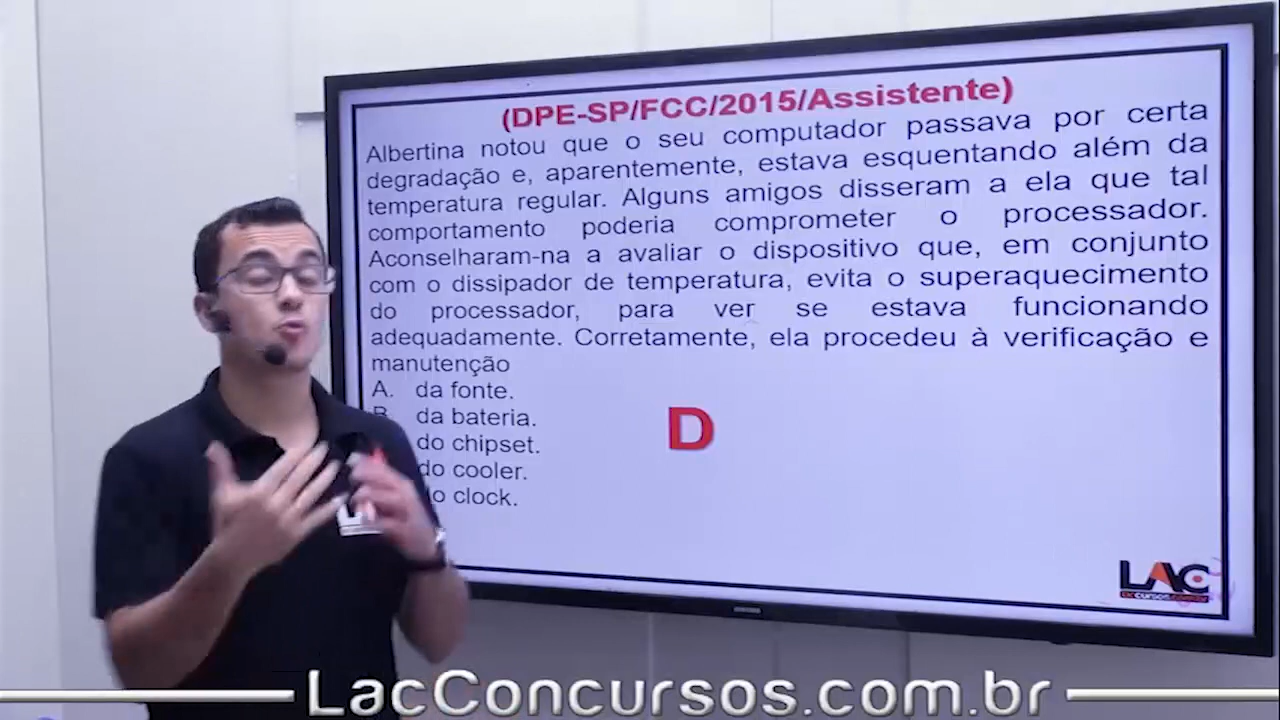 (DPE-SP/FCC/2015/Assistente)
Albertina notou que o seu computador passava por certa
degradação e, aparentemente, estava esquentando além da
temperatura regular. Alguns amigos disseram a ela que tal
comportamento poderia comprometer o processador.
Aconselharam-na a avaliar o dispositivo que, em conjunto
com o dissipador de temperatura, evita o superaquecimento
do processador, para ver se estava funcionando
adequadamente. Corretamente, ela procedeu à verificação e
manutenção
A. da fonte.
B. da bateria.
do chipset.
do cooler.
do clock.
D
LAC
LacConcursos.com.br